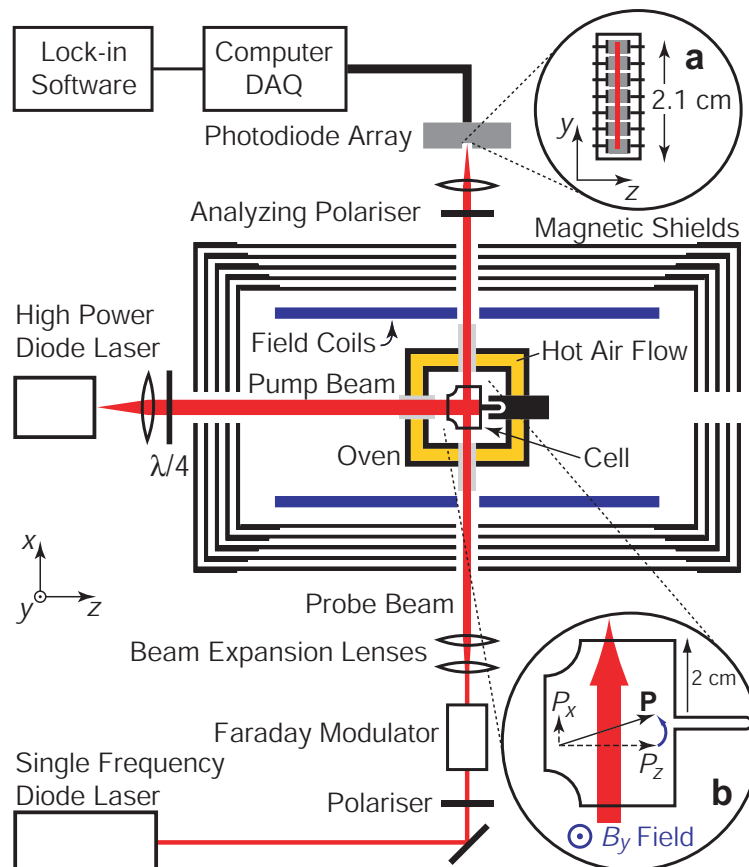 Lock-in
Software
Computer
DAQ
Photodiode Array
a
2.1 cm
y
z
Analyzing Polariser
Magnetic Shields
High Power
Diode Laser
Field Coils
Hot Air Flow
Pump Beam
λ/4
Oven
Cell
x
y
z
Probe Beam
Beam Expansion Lenses
2 cm
Px
P
Pz
Faraday Modulator
Single Frequency
Diode Laser
Polariser
b
By Field